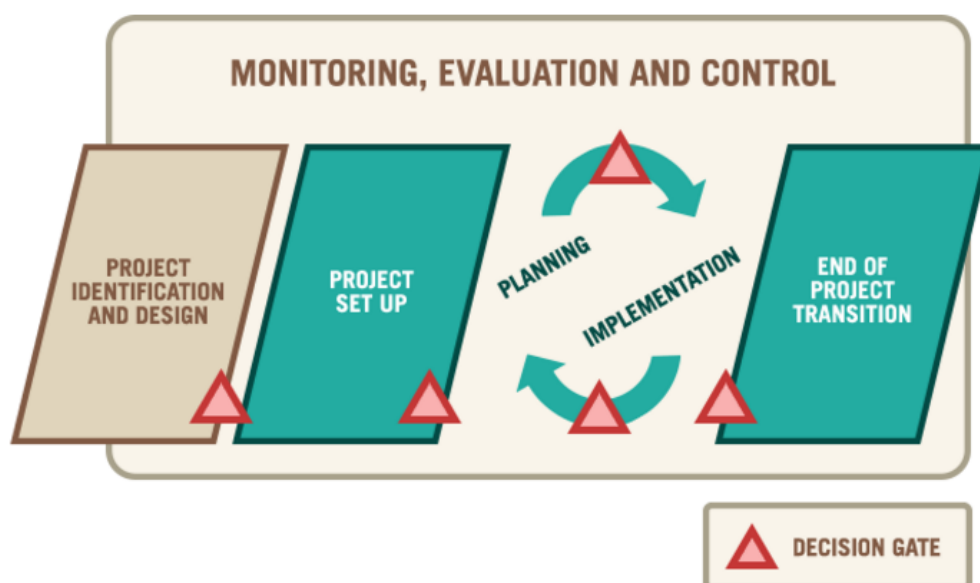 MONITORING, EVALUATION AND CONTROL
PROJECT
IDENTIFICATION
AND DESIGN
PROJECT
SET UP
PLANNING
IMPLEMENTATION
END OF
PROJECT
TRANSITION
DECISION GATE